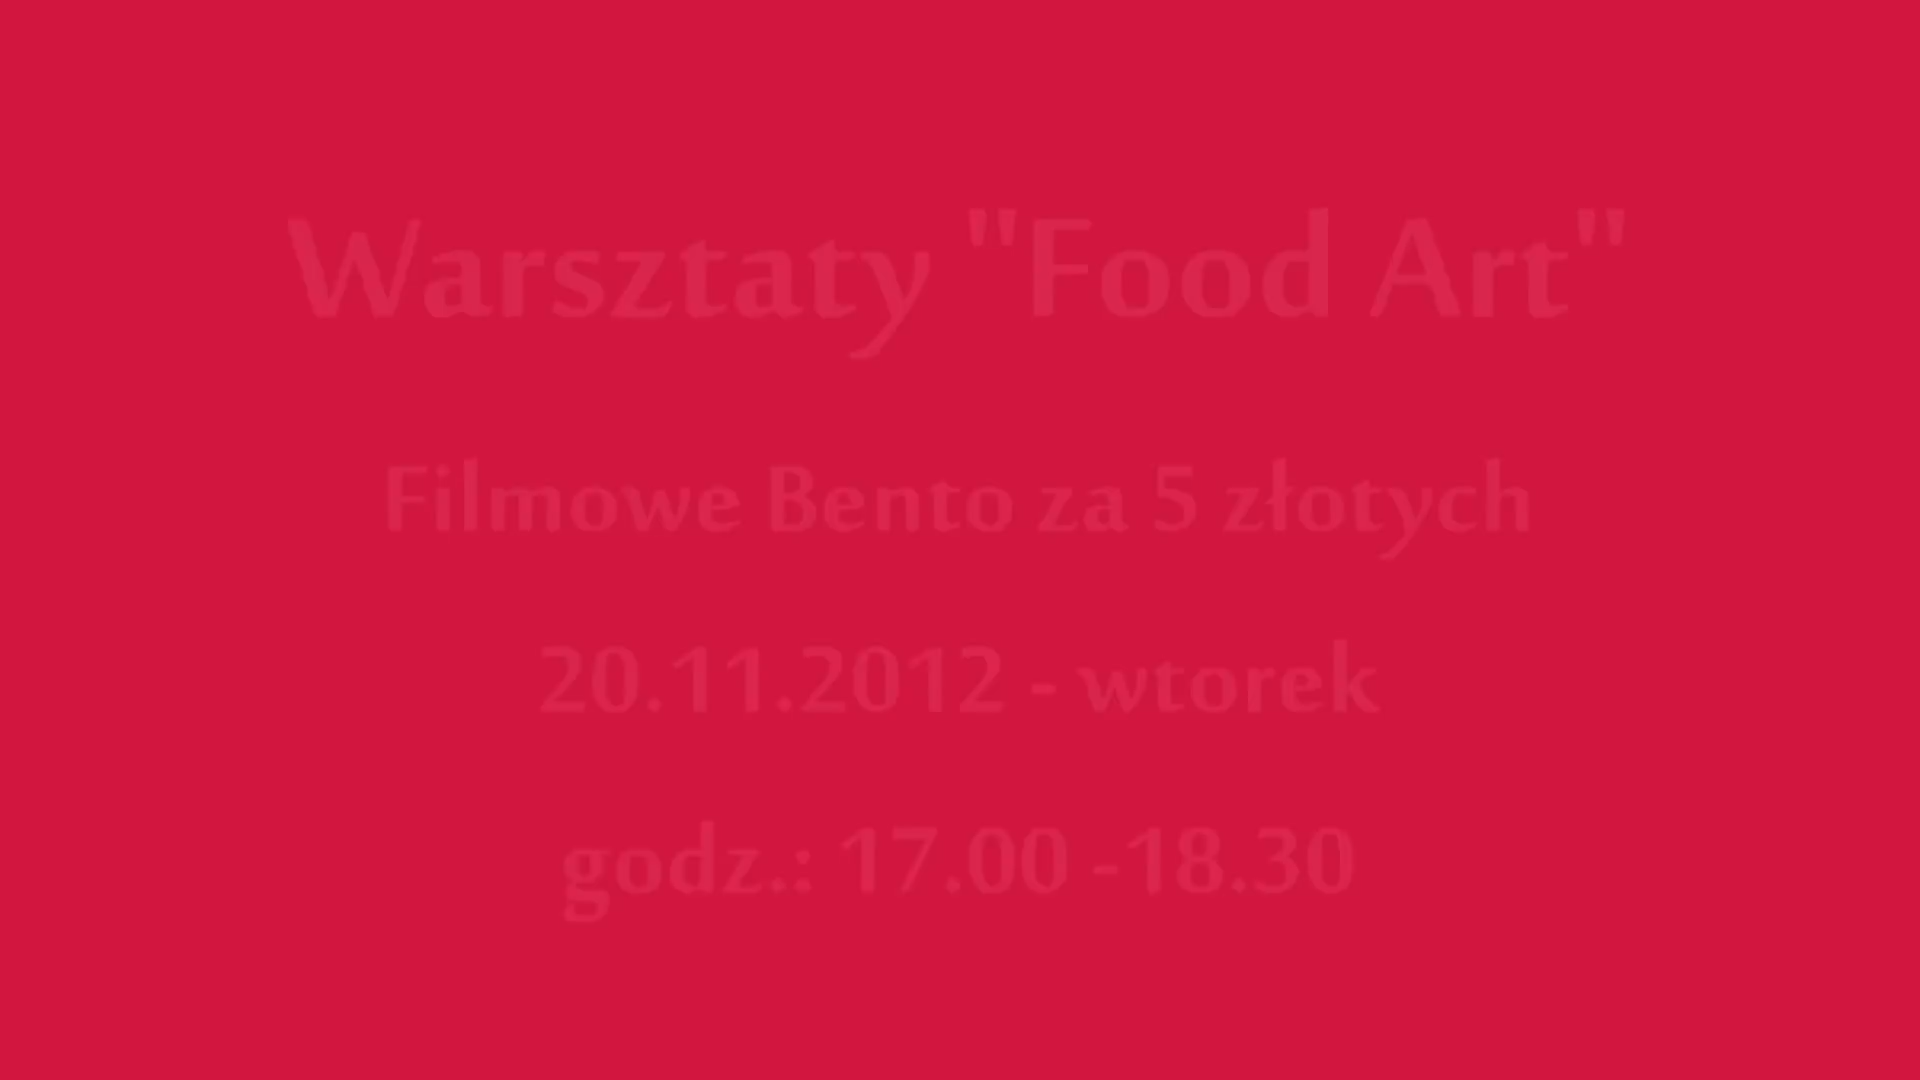 Warsztaty "Food Art"
Filmowe Bento za 5 złotych
20.11.2012 - wtorek
godz.: 17.00 -18.30